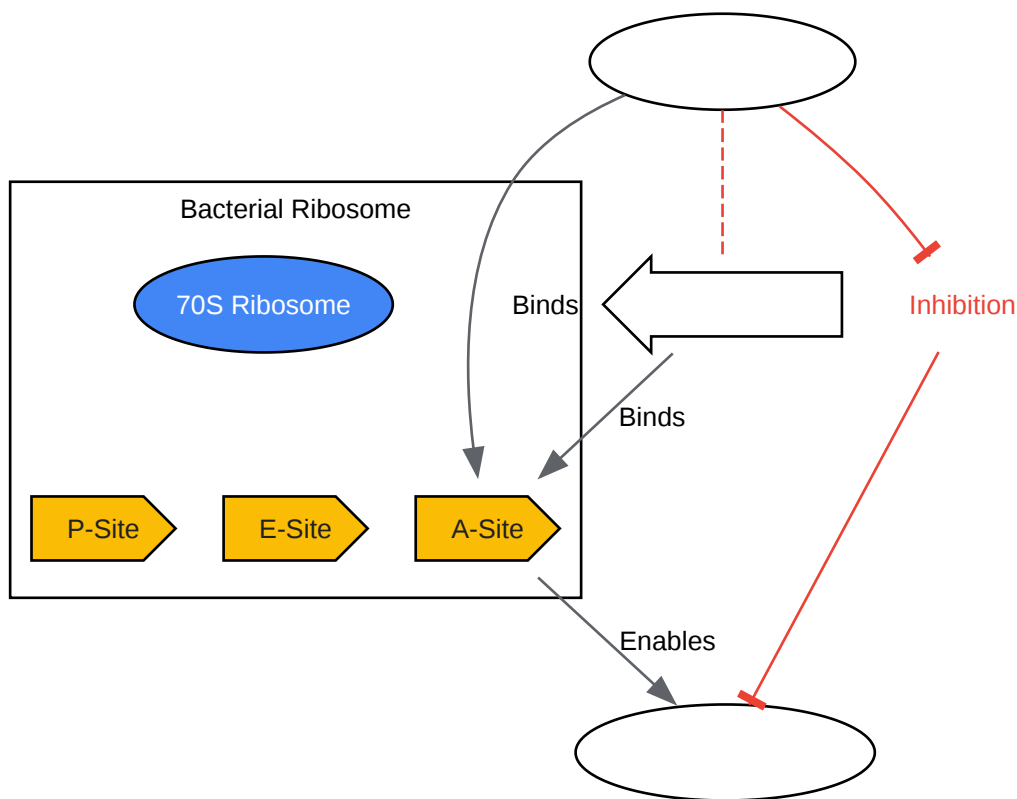 Bacterial Ribosome
70S Ribosome
Binds
Inhibition
Binds
P-Site
E-Site
A-Site
Enables